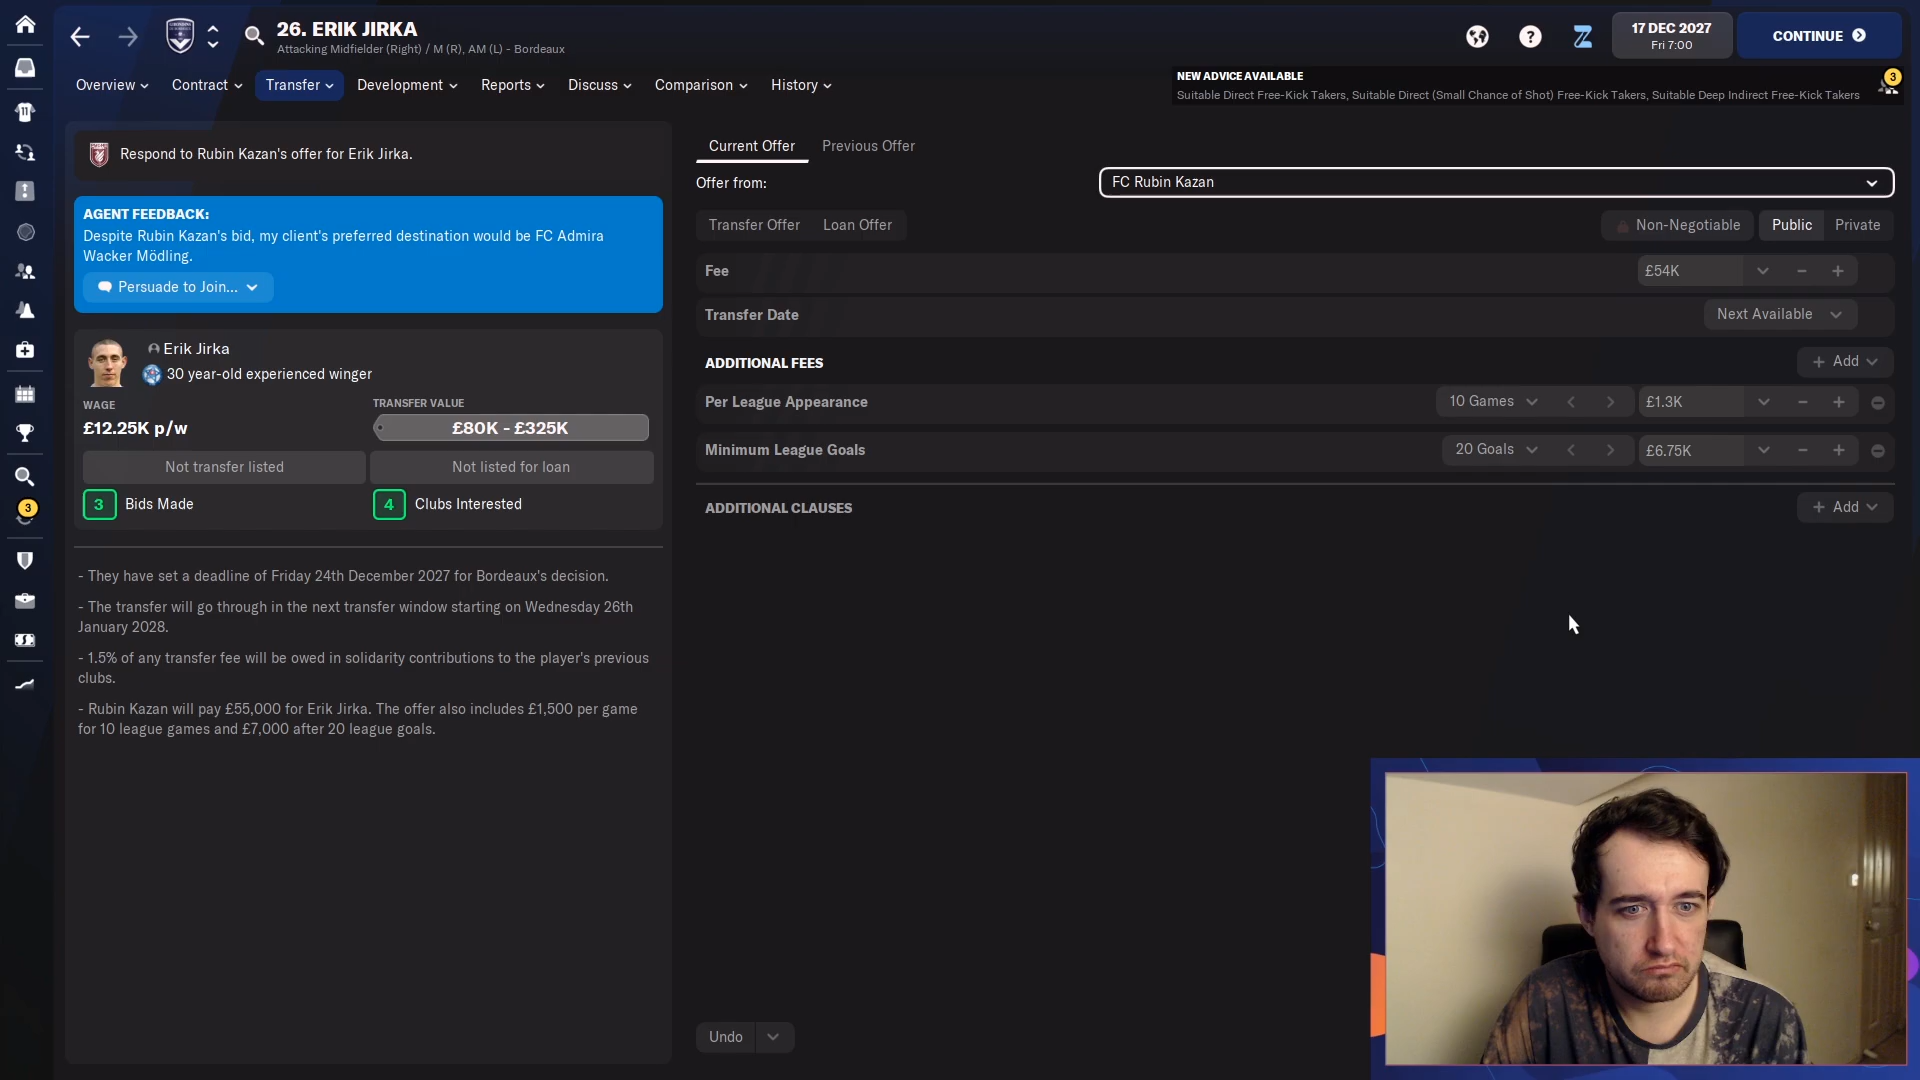 26. ERIK JIRKA
Attacking Midfielder (Right) / M (R), AM (L) - Bordeaux
17 DEC 2027
Fri 7:00
CONTINUE
Overview
Contract
Transfer
Development
Reports
Discuss
Comparison
History
NEW ADVICE AVAILABLE
Suitable Direct Free-Kick Takers, Suitable Direct (Small Chance of Shot) Free-Kick Takers, Suitable Deep Indirect Free-Kick Takers
3
Respond to Rubin Kazan's offer for Erik Jirka.
AGENT FEEDBACK:
Despite Rubin Kazan's bid, my client's preferred destination would be FC Admira
Wacker Mödling.
Persuade to Join...
Erik Jirka
30 year-old experienced winger
WAGE
£12.25K p/w
TRANSFER VALUE
£80K - £325K
Not transfer listed
Not listed for loan
3 Bids Made
4 Clubs Interested
- They have set a deadline of Friday 24th December 2027 for Bordeaux's decision.
- The transfer will go through in the next transfer window starting on Wednesday 26th
January 2028.
- 1.5% of any transfer fee will be owed in solidarity contributions to the player's previous
clubs.
- Rubin Kazan will pay £55,000 for Erik Jirka. The offer also includes £1,500 per game
for 10 league games and £7,000 after 20 league goals.
3
Current Offer
Previous Offer
Offer from:
FC Rubin Kazan
Transfer Offer
Loan Offer
Non-Negotiable
Public
Private
Fee
£54K
Transfer Date
Next Available
ADDITIONAL FEES
Add
Per League Appearance
10 Games
£1.3K
Minimum League Goals
20 Goals
£6.75K
ADDITIONAL CLAUSES
Add
Undo